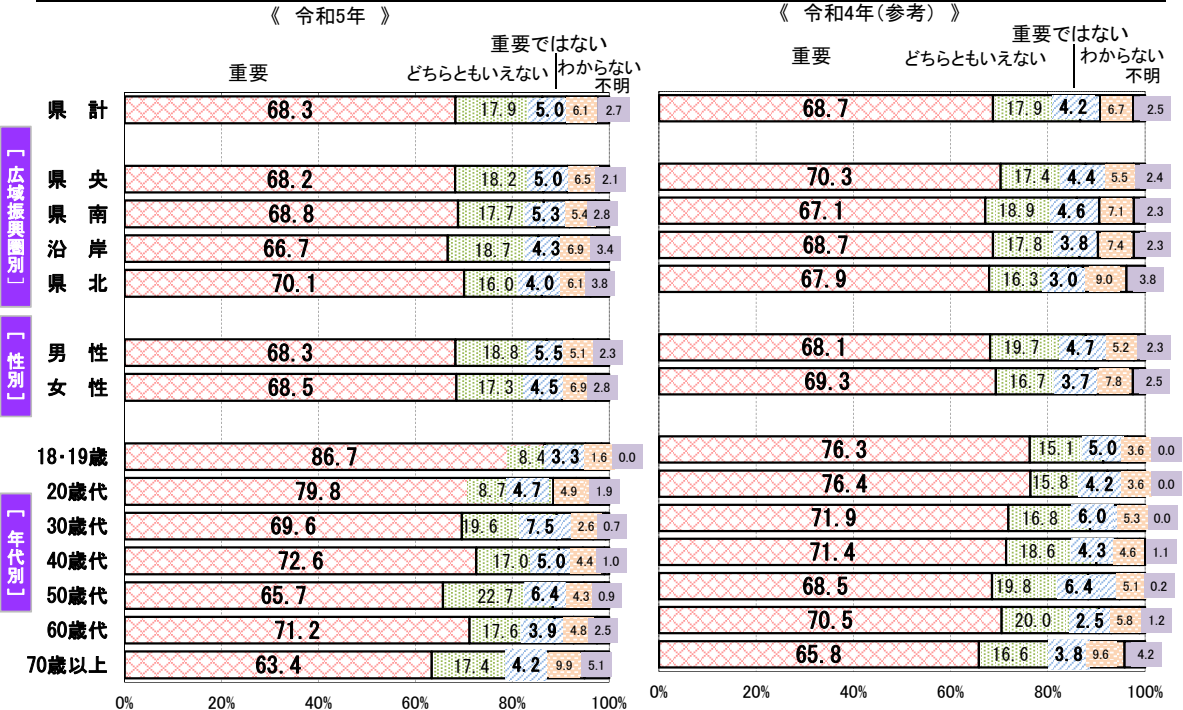 《 令和5年 》
《 令和4年(参考) 》
重要
どちらともいえない
重要ではない
わからない
不明
重要
どちらともいえない
重要ではない
わからない
不明
県 計 68.3 17.9 5.0 6.1 2.7 68.7 17.9 4.2 6.7 2.5
[ 広域振興圏別 ]
県 央 68.2 18.2 5.0 6.5 2.1 70.3 17.4 4.4 5.5 2.4
県 南 68.8 17.7 5.3 5.4 2.8 67.1 18.9 4.6 7.1 2.3
沿 岸 66.7 18.7 4.3 6.9 3.4 68.7 17.8 3.8 7.4 2.3
県 北 70.1 16.0 4.0 6.1 3.8 67.9 16.3 3.0 9.0 3.8
[ 性別 ]
男 性 68.3 18.8 5.5 5.1 2.3 68.1 19.7 4.7 5.2 2.3
女 性 68.5 17.3 4.5 6.9 2.8 69.3 16.7 3.7 7.8 2.5
[ 年代別 ]
18・19歳 86.7 8.4 3.3 1.6 0.0 76.3 15.1 5.0 3.6 0.0
20歳代 79.8 8.7 4.7 4.9 1.9 76.4 15.8 4.2 3.6 0.0
30歳代 69.6 19.6 7.5 2.6 0.7 71.9 16.8 6.0 5.3 0.0
40歳代 72.6 17.0 5.0 4.4 1.0 71.4 18.6 4.3 4.6 1.1
50歳代 65.7 22.7 6.4 4.3 0.9 68.5 19.8 6.4 5.1 0.2
60歳代 71.2 17.6 3.9 4.8 2.5 70.5 20.0 2.5 5.8 1.2
70歳以上 63.4 17.4 4.2 9.9 5.1 65.8 16.6 3.8 9.6 4.2
0% 20% 40% 60% 80% 100%
0% 20% 40% 60% 80% 100%